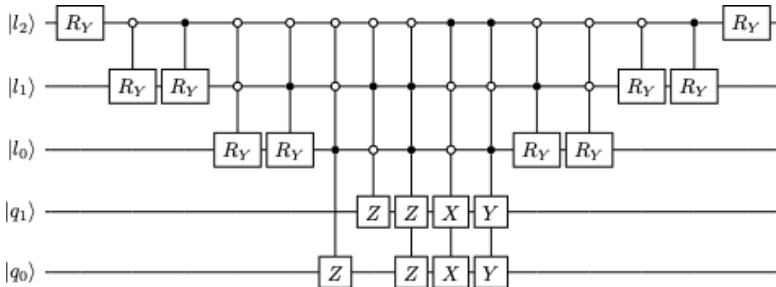 |l₂⟩ R_Y R_Y
|l₁⟩ R_Y R_Y R_Y R_Y
|l₀⟩ R_Y R_Y R_Y R_Y
|q₁⟩ Z Z X Y
|q₀⟩ Z Z X Y